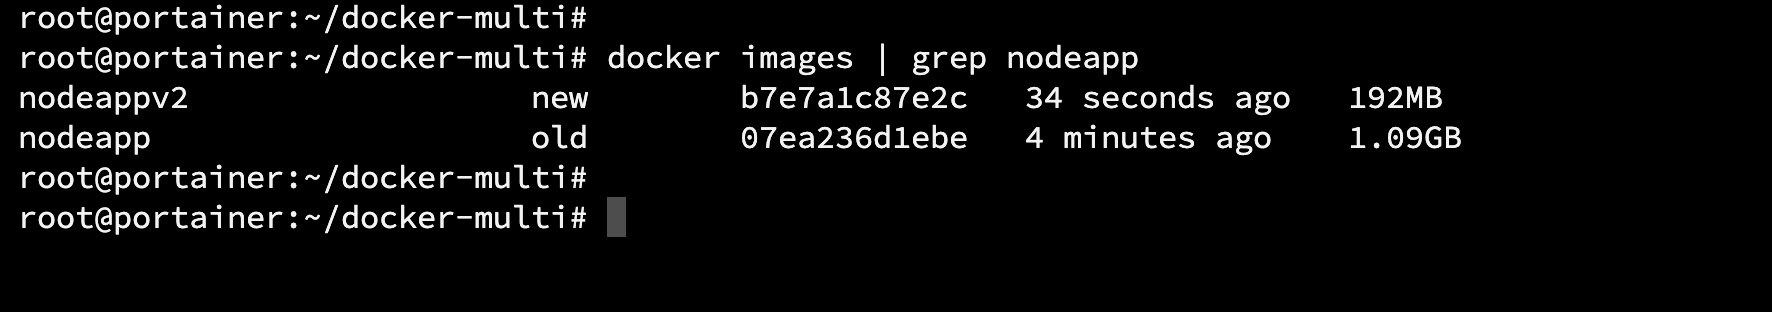 root@portainer:~/docker-multi#
root@portainer:~/docker-multi# docker images | grep nodeapp
nodeappv2 new b7e7a1c87e2c 34 seconds ago 192MB
nodeapp old 07ea236d1ebe 4 minutes ago 1.09GB
root@portainer:~/docker-multi#
root@portainer:~/docker-multi#